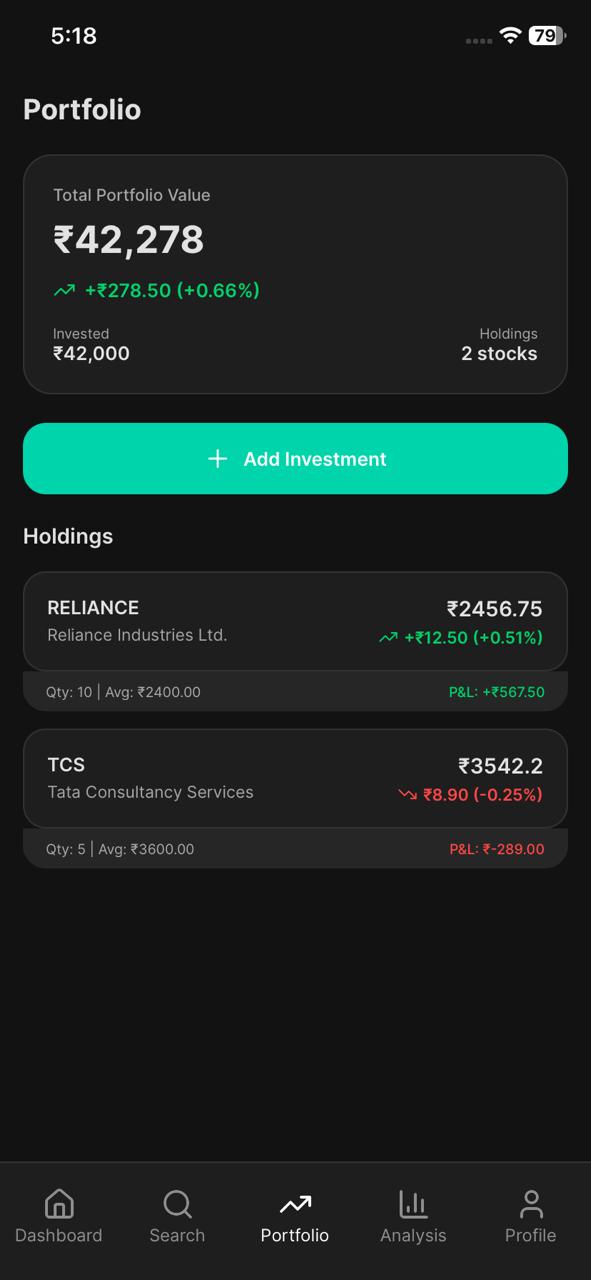 5:18
79
Portfolio
Total Portfolio Value
₹42,278
+₹278.50 (+0.66%)
Invested Holdings
₹42,000 2 stocks
+ Add Investment
Holdings
RELIANCE ₹2456.75
Reliance Industries Ltd. +₹12.50 (+0.51%)
Qty: 10 | Avg: ₹2400.00 P&L: +₹567.50
TCS ₹3542.2
Tata Consultancy Services ₹8.90 (-0.25%)
Qty: 5 | Avg: ₹3600.00 P&L: ₹-289.00
Dashboard Search Portfolio Analysis Profile